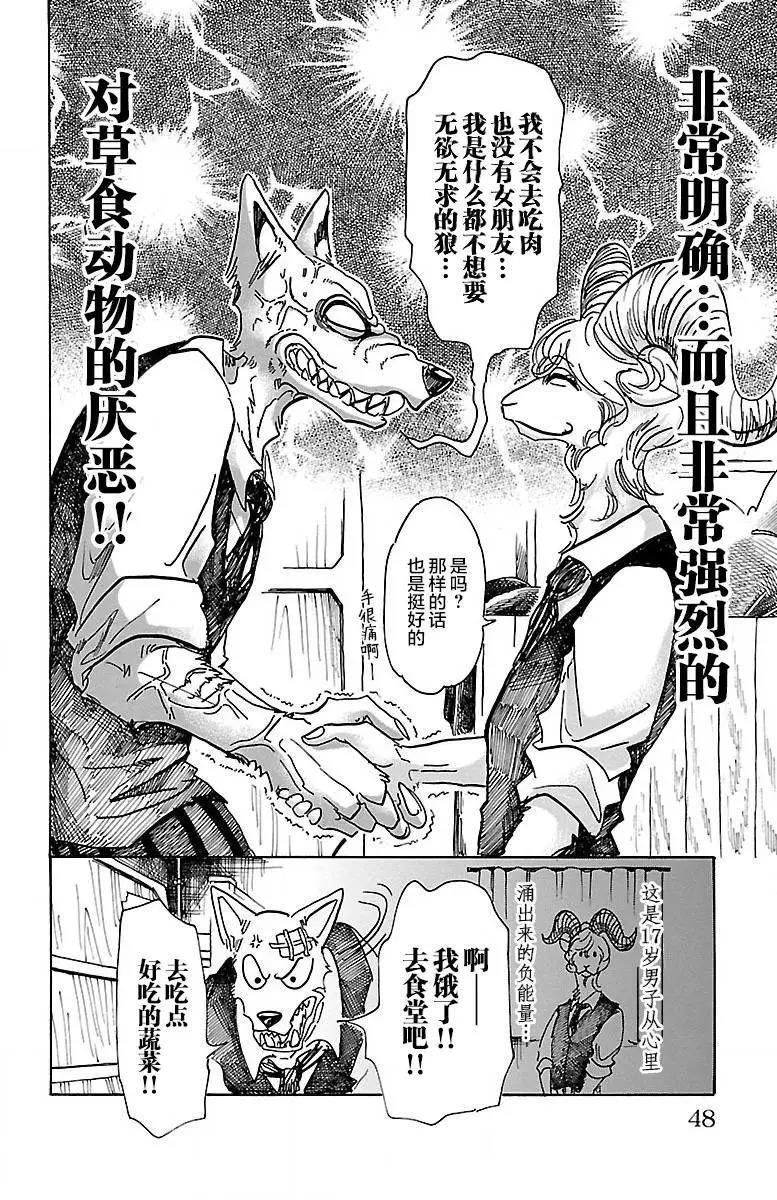 非常明确…而且非常强烈的
我不会去吃肉
也没有女朋友…
我是什么都不想要
无欲无求的狼…
对草食动物的厌恶!!
是吗?
那样的话
也是挺好的
手很痛啊
这是17岁男子从心里
涌出来的负能量…
啊——
我饿了!!
去食堂吧!!
去吃点
好吃的蔬菜!!
48